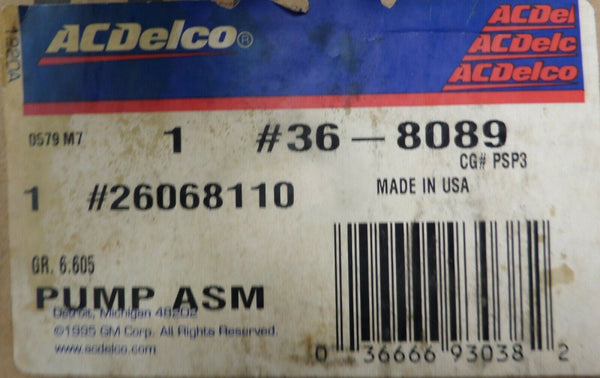 ACDelco®
ACDel
ACDelc
ACDelco
0579 M7 1 #36-8089
CG# PSP3
1 #26068110 MADE IN USA
GR. 6.605
PUMP ASM
Detroit, Michigan 48202
©1995 GM Corp. All Rights Reserved.
www.acdelco.com
0 36666 93038 2